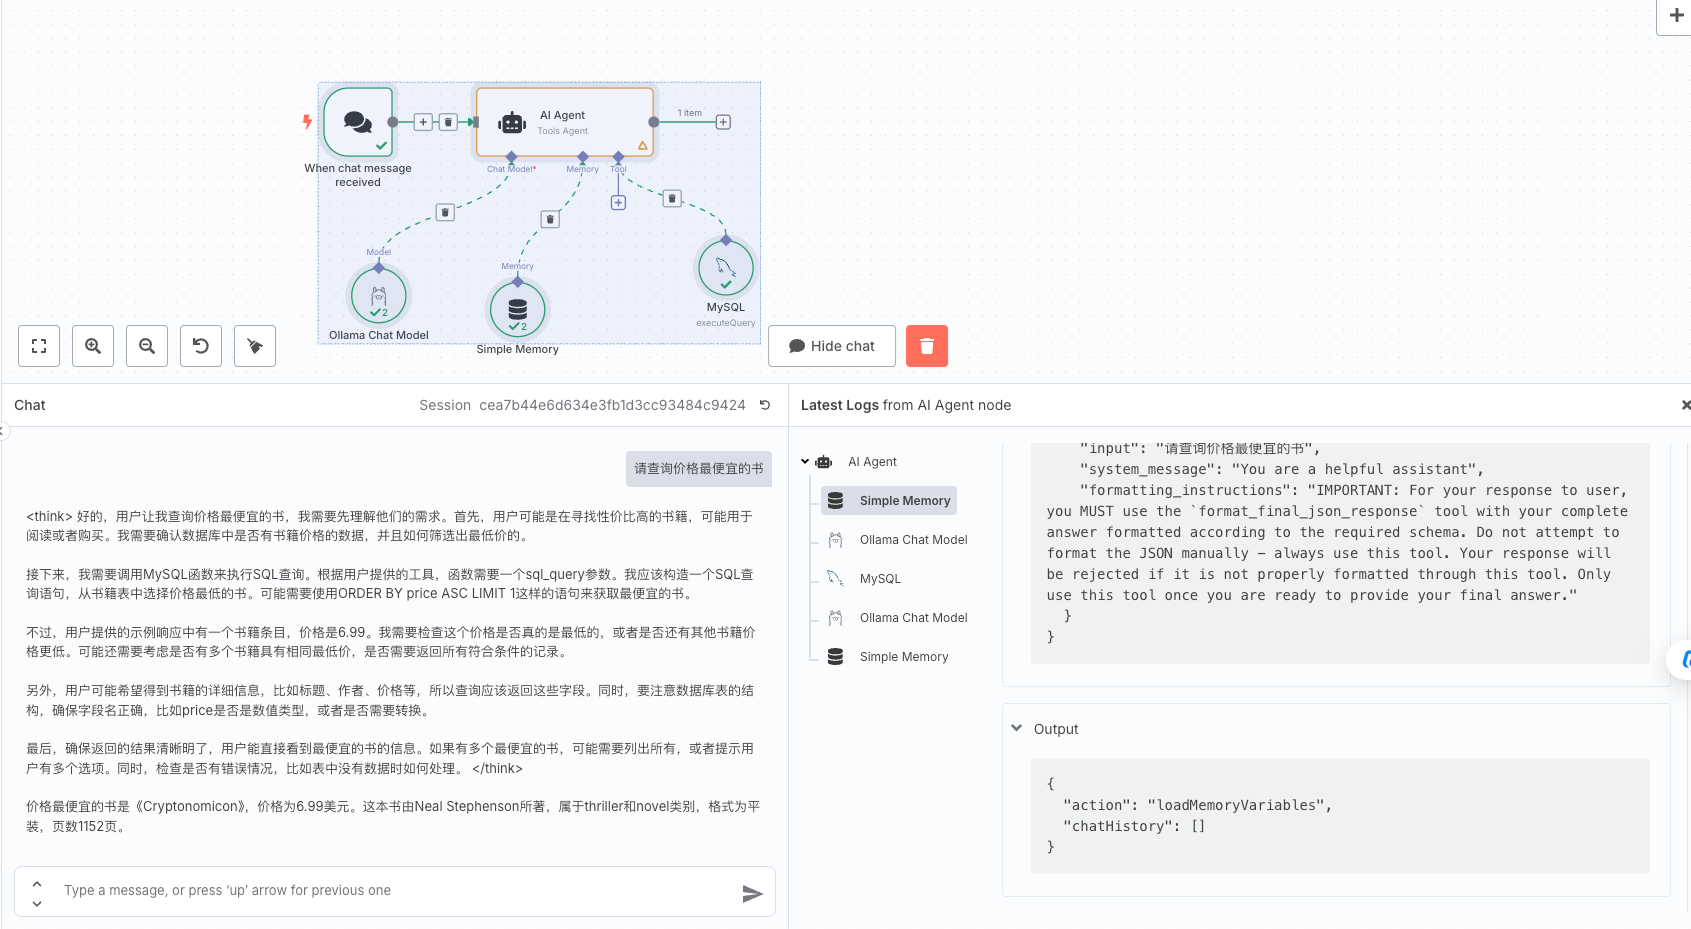 AI Agent
Tools Agent
1 item
When chat message
received
Chat Model*
Memory
Tool
Model
Memory
2
2
MySQL
executeQuery
Ollama Chat Model
Simple Memory
Hide chat
Chat
Session cea7b44e6d634e3fb1d3cc93484c9424
请查询价格最便宜的书
<think> 好的，用户让我查询价格最便宜的书，我需要先理解他们的需求。首先，用户可能是在寻找性价比高的书籍，可能用于
阅读或者购买。我需要确认数据库中是否有书籍价格的数据，并且如何筛选出最低价的。
接下来，我需要调用MySQL函数来执行SQL查询。根据用户提供的工具，函数需要一个sql_query参数。我应该构造一个SQL查
询语句，从书籍表中选择价格最低的书。可能需要使用ORDER BY price ASC LIMIT 1这样的语句来获取最便宜的书。
不过，用户提供的示例响应中有一个书籍条目，价格是6.99。我需要检查这个价格是否真的是最低的，或者是否还有其他书籍价
格更低。可能还需要考虑是否有多个书籍具有相同最低价，是否需要返回所有符合条件的记录。
另外，用户可能希望得到书籍的详细信息，比如标题、作者、价格等，所以查询应该返回这些字段。同时，要注意数据库表的结
构，确保字段名正确，比如price是否是数值类型，或者是否需要转换。
最后，确保返回的结果清晰明了，用户能直接看到最便宜的书的信息。如果有多个最便宜的书，可能需要列出所有，或者提示用
户有多个选项。同时，检查是否有错误情况，比如表中没有数据时如何处理。 </think>
价格最便宜的书是《Cryptonomicon》，价格为6.99美元。这本书由Neal Stephenson所著，属于thriller和novel类别，格式为平
装，页数1152页。
Type a message, or press ‘up’ arrow for previous one
Latest Logs from AI Agent node
AI Agent
Simple Memory
Ollama Chat Model
MySQL
Ollama Chat Model
Simple Memory
"input": "请查询价格最便宜的书",
"system_message": "You are a helpful assistant",
"formatting_instructions": "IMPORTANT: For your response to user,
you MUST use the `format_final_json_response` tool with your complete
answer formatted according to the required schema. Do not attempt to
format the JSON manually – always use this tool. Your response will
be rejected if it is not properly formatted through this tool. Only
use this tool once you are ready to provide your final answer."
}
}
Output
{
"action": "loadMemoryVariables",
"chatHistory": []
}